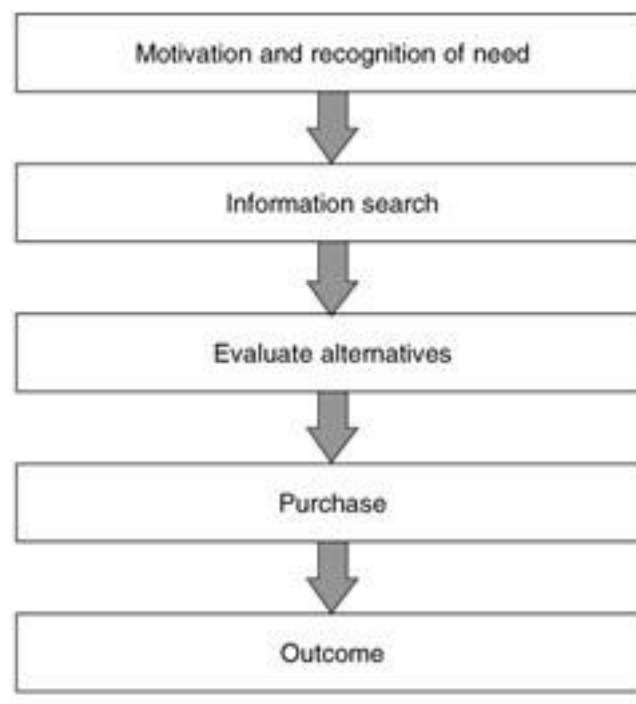 Motivation and recognition of need
Information search
Evaluate alternatives
Purchase
Outcome